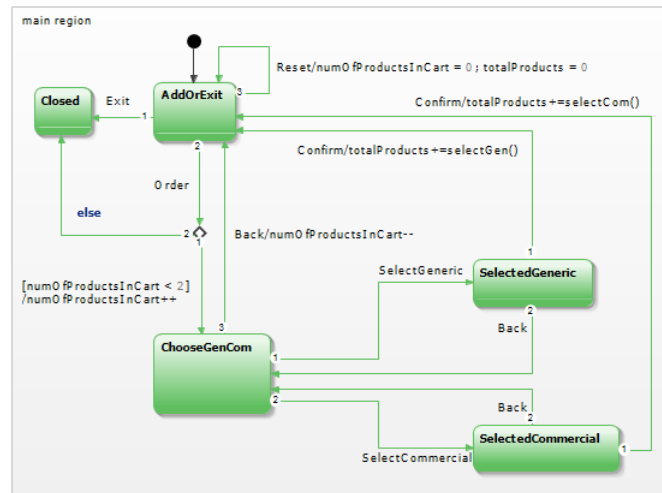 main region
Reset/numOfProductsInCart = 0; totalProducts = 0
Closed
Exit
1
AddOrExit
3
Confirm/totalProducts+=selectCom()
2
Confirm/totalProducts+=selectGen()
Order
else
2
1
Back/numOfProductsInCart--
[numOfProductsInCart < 2]
/numOfProductsInCart++
1
SelectGeneric
SelectedGeneric
2
3
Back
ChooseGenCom
1
2
Back
2
SelectCommercial
SelectedCommercial
1